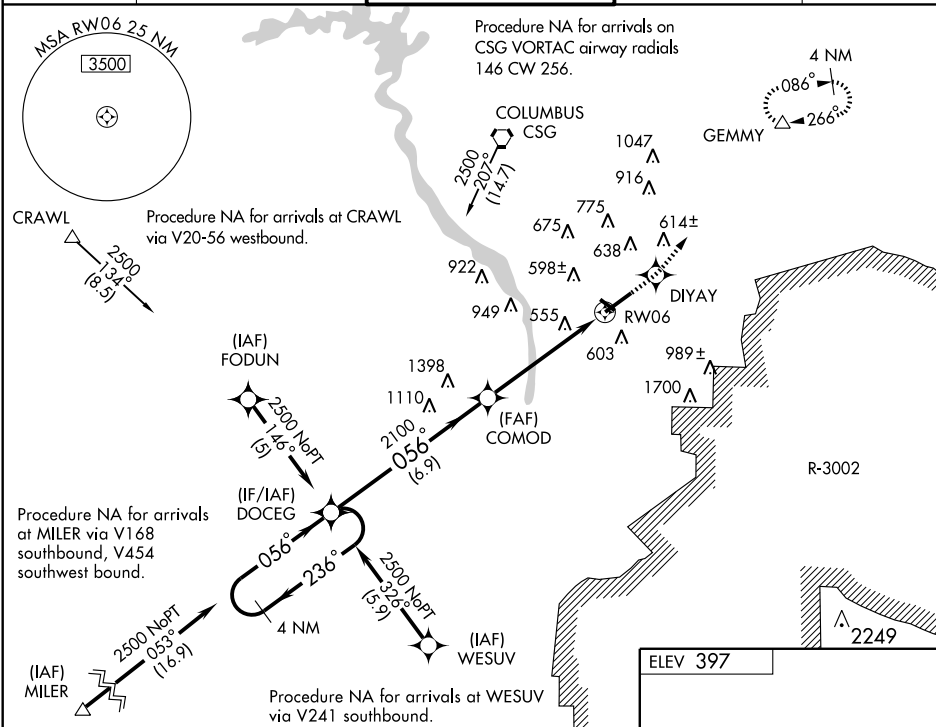 MSA RW06 25 NM
3500
Procedure NA for arrivals on
CSG VORTAC airway radials
146 CW 256.
4 NM
086°
266°
GEMMY
COLUMBUS
CSG
2500
207°
(14.7)
1047
916
775
675
638
614±
CRAWL
2500
134°
(8.5)
Procedure NA for arrivals at CRAWL
via V20-56 westbound.
922
598±
949
555
DIYAY
RW06
603
989±
1700
(IAF)
FODUN
2500 NoPT
146°
(5)
1398
1110
2100
056°
(6.9)
(FAF)
COMOD
R-3002
(IF/IAF)
DOCEG
Procedure NA for arrivals
at MILER via V168
southbound, V454
southwest bound.
056°
236°
4 NM
2500 NoPT
326°
(5.9)
2500 NoPT
053°
(16.9)
(IAF)
MILER
(IAF)
WESUV
2249
Procedure NA for arrivals at WESUV
via V241 southbound.
ELEV 397